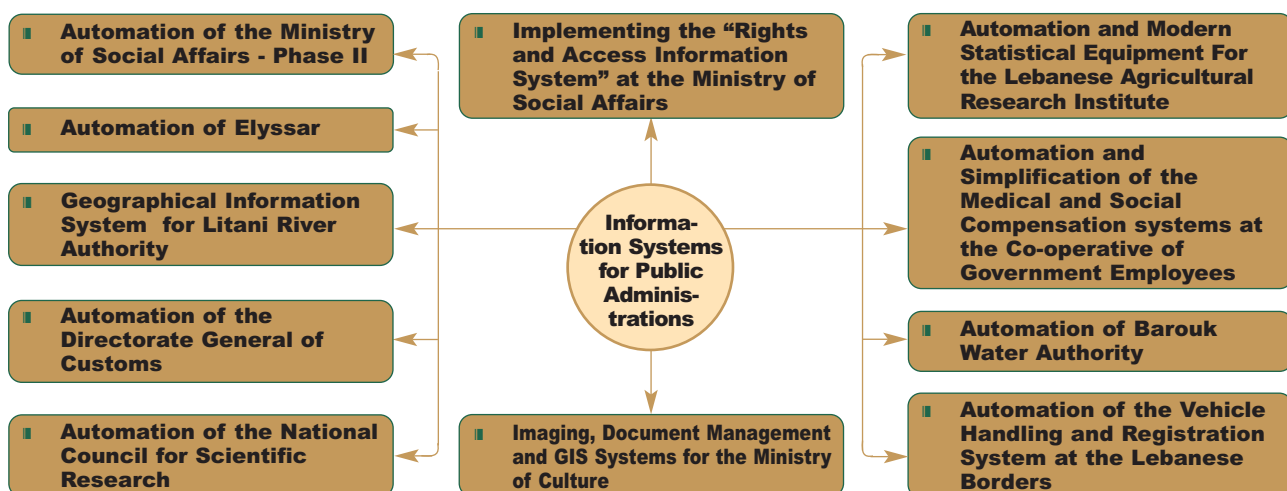 Automation of the Ministry
of Social Affairs - Phase II
Automation of Elyssar
Geographical Information
System for Litani River
Authority
Automation of the
Directorate General of
Customs
Automation of the National
Council for Scientific
Research
Implementing the “Rights
and Access Information
System” at the Ministry of
Social Affairs
Informa-
tion Systems
for Public
Adminis-
trations
Imaging, Document Management
and GIS Systems for the Ministry
of Culture
Automation and Modern
Statistical Equipment For
the Lebanese Agricultural
Research Institute
Automation and
Simplification of the
Medical and Social
Compensation systems at
the Co-operative of
Government Employees
Automation of Barouk
Water Authority
Automation of the Vehicle
Handling and Registration
System at the Lebanese
Borders